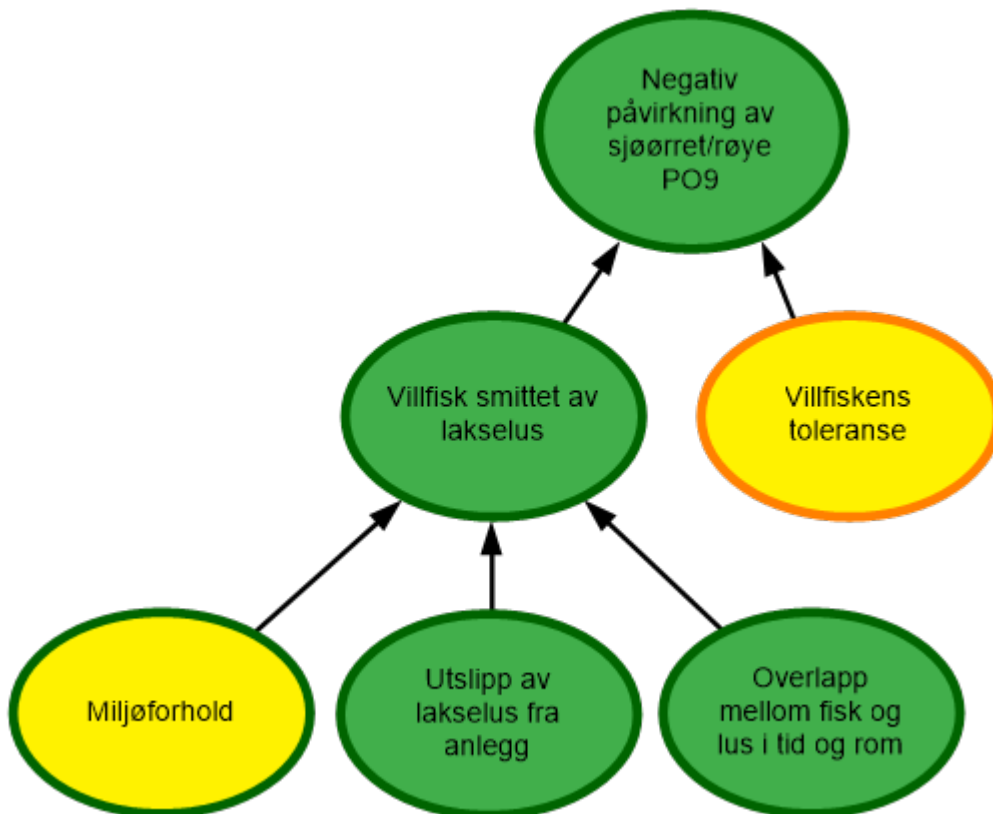 Negativ
påvirkning av
sjøørret/røye
PO9
Villfisk smittet av
lakselus
Villfiskens
toleranse
Miljøforhold
Utslipp av
lakselus fra
anlegg
Overlapp
mellom fisk og
lus i tid og rom